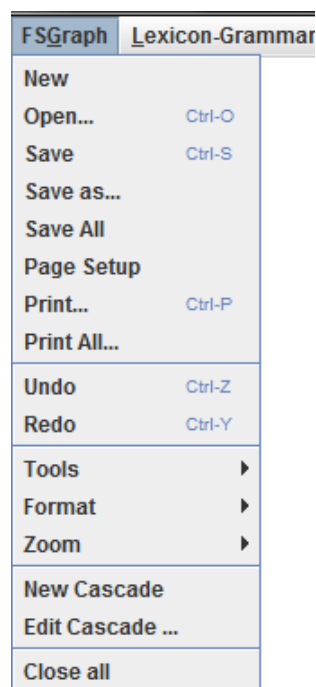 FSGraph Lexicon-Grammar
New
Open... Ctrl-O
Save Ctrl-S
Save as...
Save All
Page Setup
Print... Ctrl-P
Print All...
Undo Ctrl-Z
Redo Ctrl-Y
Tools
Format
Zoom
New Cascade
Edit Cascade ...
Close all